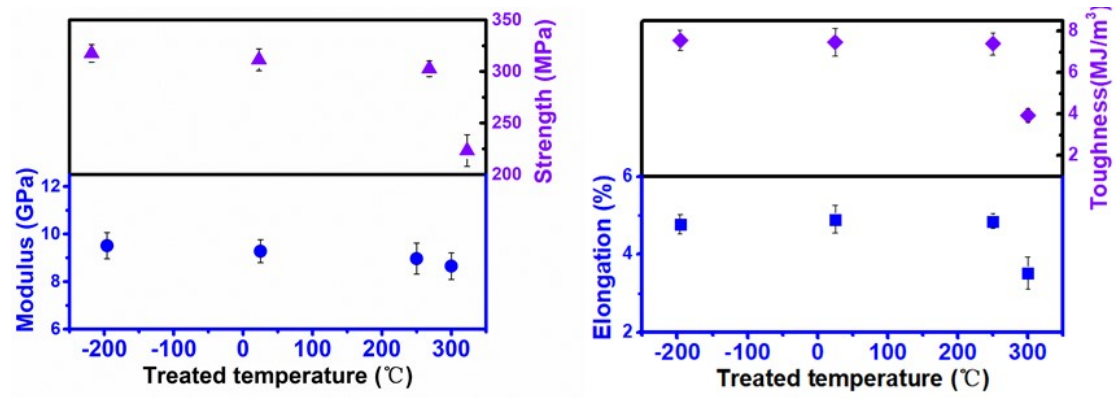 Modulus (GPa)
12
10
8
6
350
300
250
200
Strength (MPa)
-200 -100 0 100 200 300
Treated temperature (℃)
Elongation (%)
6
4
2
8
6
4
2
Toughness(MJ/m³)
-200 -100 0 100 200 300
Treated temperature (℃)